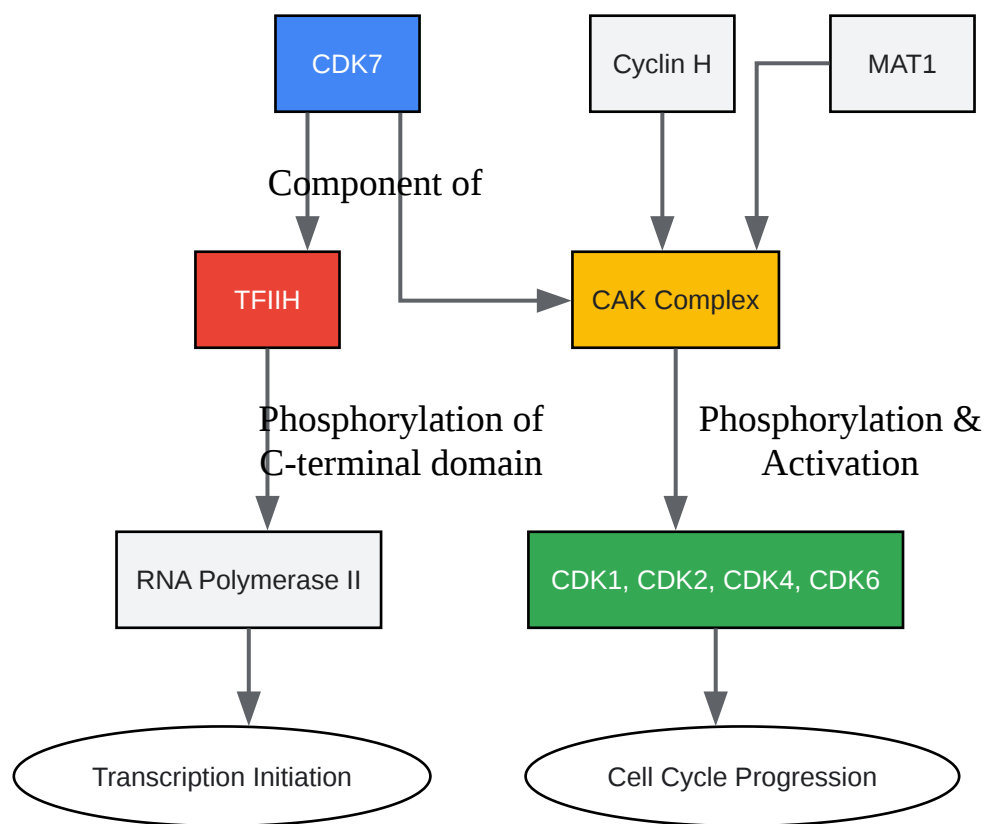 CDK7
Cyclin H
MAT1
Component of
TFIIH
CAK Complex
Phosphorylation of
C-terminal domain
Phosphorylation &
Activation
RNA Polymerase II
CDK1, CDK2, CDK4, CDK6
Transcription Initiation
Cell Cycle Progression